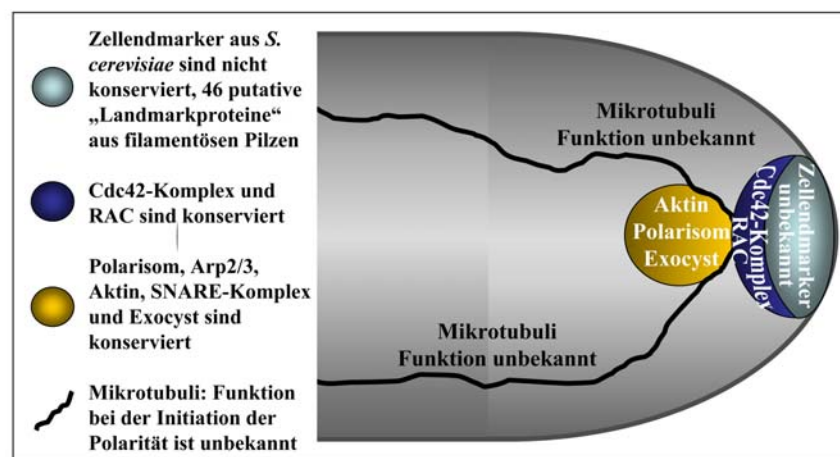 Zellendmarker aus S.
cerevisiae sind nicht
konserviert, 46 putative
„Landmarkproteine“
aus filamentösen Pilzen
Cdc42-Komplex und
RAC sind konserviert
Polarisom, Arp2/3,
Aktin, SNARE-Komplex
und Exocyst sind
konserviert
Mikrotubuli: Funktion
bei der Initiation der
Polarität ist unbekannt
Mikrotubuli
Funktion unbekannt
Aktin
Polarisom
Exocyst
RAC
Cdc42-Komplex
Zellendmarker
unbekannt
Mikrotubuli
Funktion unbekannt